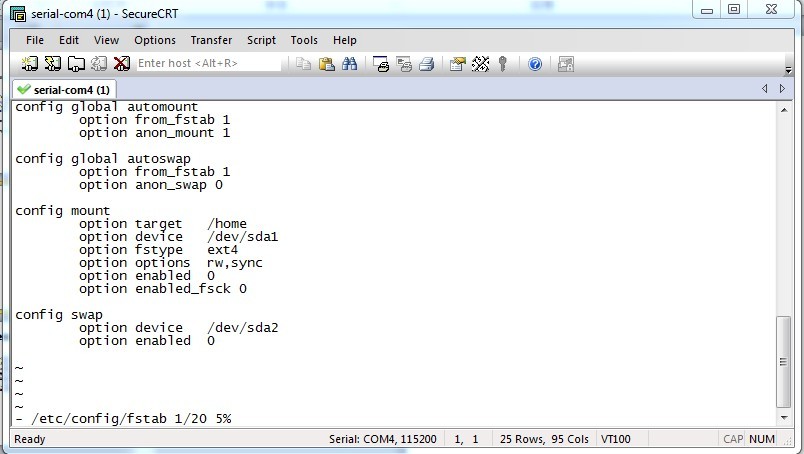 serial-com4 (1) - SecureCRT
File Edit View Options Transfer Script Tools Help
Enter host <Alt+R>
serial-com4 (1)
config global automount
        option from_fstab 1
        option anon_mount 1

config global autoswap
        option from_fstab 1
        option anon_swap 0

config mount
        option target   /home
        option device   /dev/sda1
        option fstype   ext4
        option options  rw,sync
        option enabled  0
        option enabled_fsck 0

config swap
        option device   /dev/sda2
        option enabled  0

~
~
~
~
- /etc/config/fstab 1/20 5%
Ready Serial: COM4, 115200 1, 1 25 Rows, 95 Cols VT100 CAP NUM